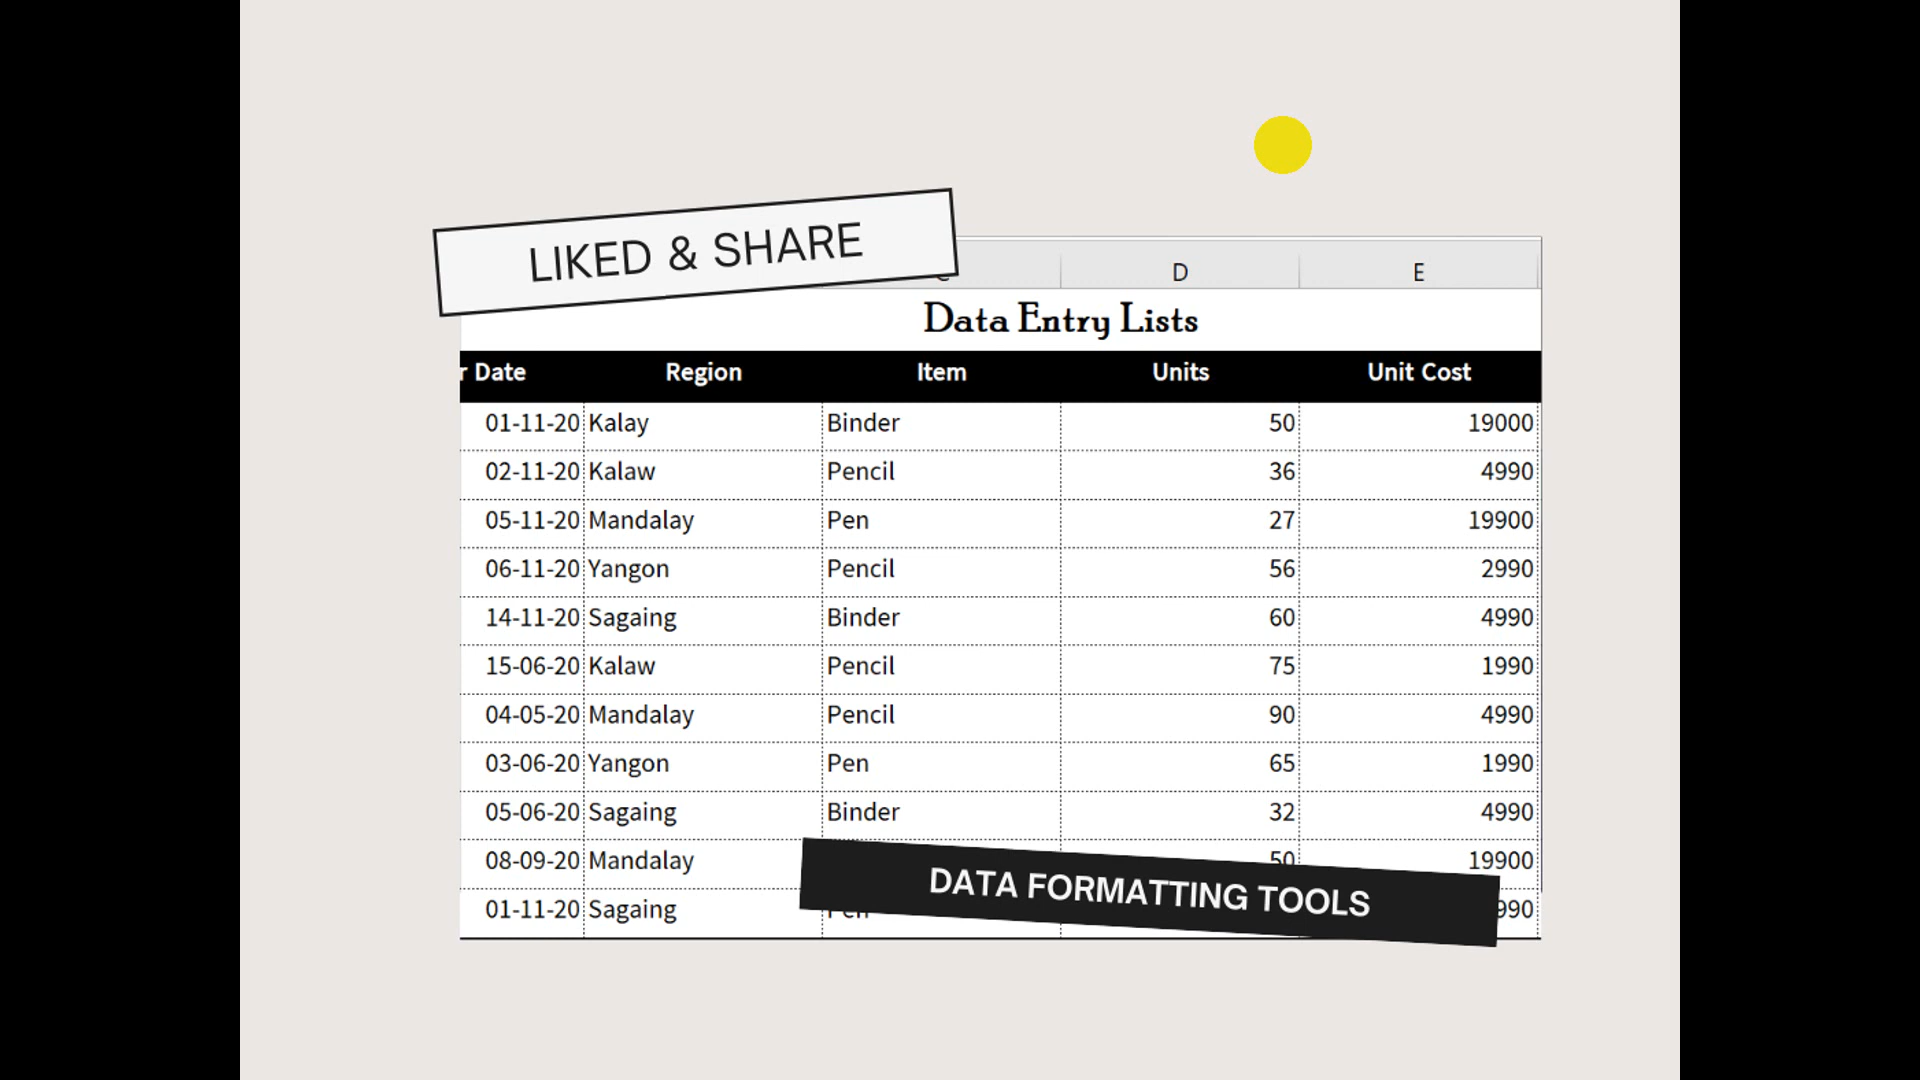 LIKED & SHARE
D E
Data Entry Lists
r Date Region Item Units Unit Cost
01-11-20 Kalay Binder 50 19000
02-11-20 Kalaw Pencil 36 4990
05-11-20 Mandalay Pen 27 19900
06-11-20 Yangon Pencil 56 2990
14-11-20 Sagaing Binder 60 4990
15-06-20 Kalaw Pencil 75 1990
04-05-20 Mandalay Pencil 90 4990
03-06-20 Yangon Pen 65 1990
05-06-20 Sagaing Binder 32 4990
08-09-20 Mandalay 50 19900
01-11-20 Sagaing
DATA FORMATTING TOOLS